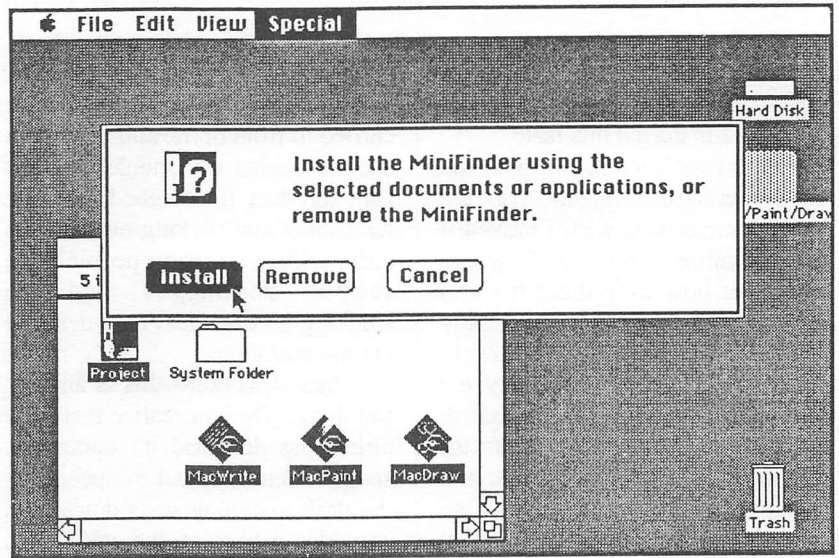 File Edit View Special
Hard Disk
Install the MiniFinder using the
selected documents or applications, or
remove the MiniFinder.
/Paint/Draw
5 i
Install Remove Cancel
Project System Folder
MacWrite MacPaint MacDraw
Trash